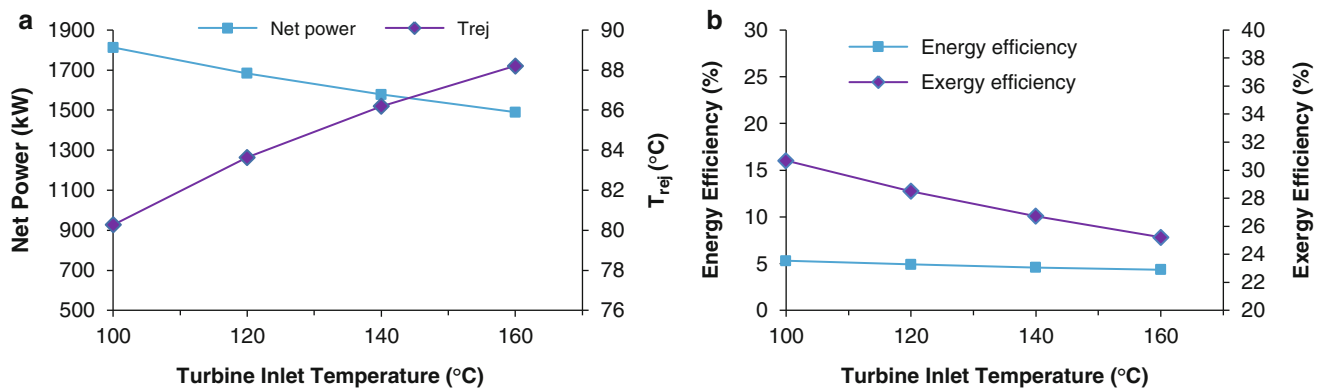 a
Net power
Trej
Net Power (kW)
1900
1700
1500
1300
1100
900
700
500
90
88
86
84
82
80
78
76
Trej (°C)
100 120 140 160
Turbine Inlet Temperature (°C)
b
Energy efficiency
Exergy efficiency
Energy Efficiency (%)
30
25
20
15
10
5
0
40
38
36
34
32
30
28
26
24
22
20
Exergy Efficiency (%)
100 120 140 160
Turbine Inlet Temperature (°C)